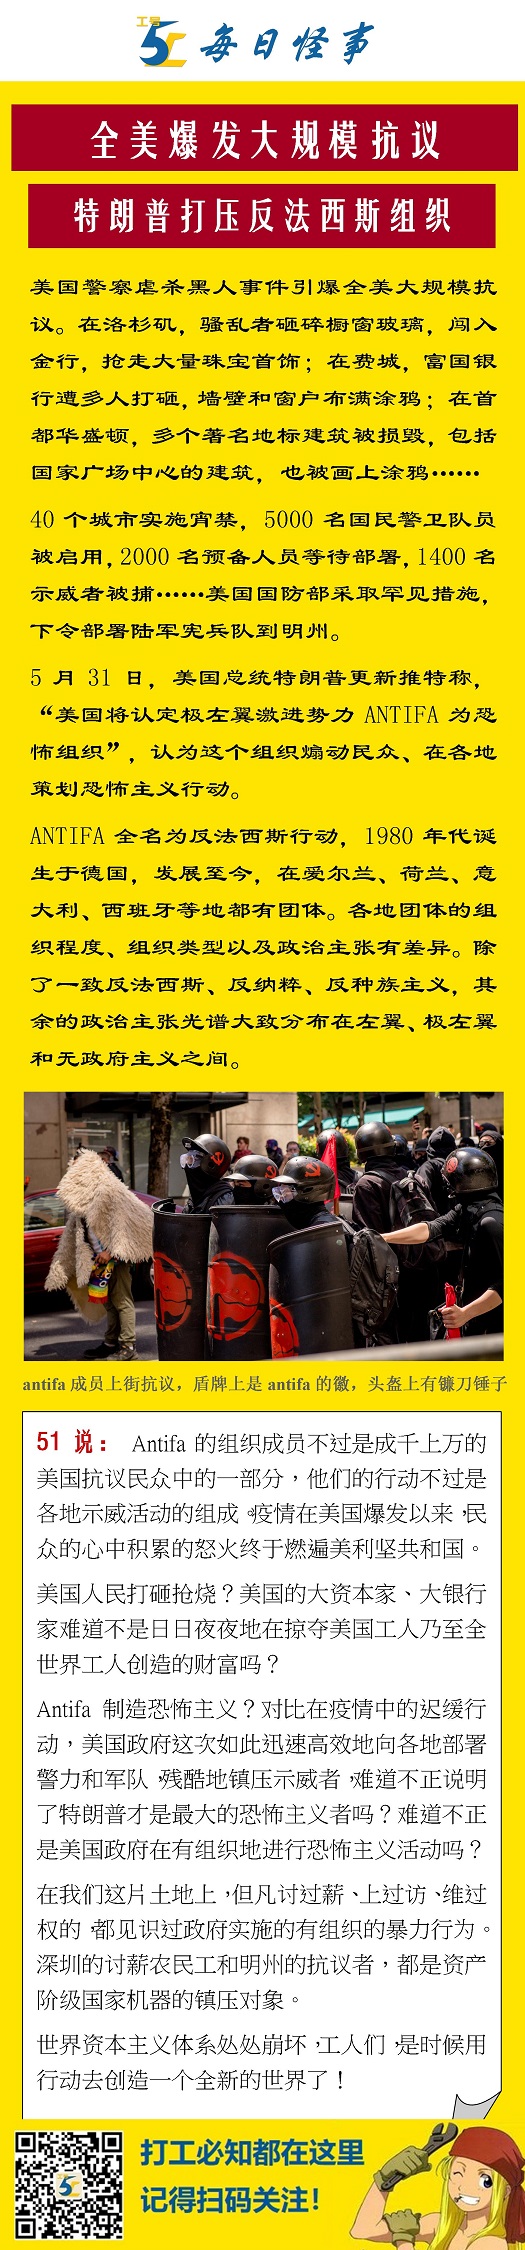 工号
51
每日怪事
全美爆发大规模抗议
特朗普打压反法西斯组织
美国警察虐杀黑人事件引爆全美大规模抗
议。在洛杉矶，骚乱者砸碎橱窗玻璃，闯入
金行，抢走大量珠宝首饰；在费城，富国银
行遭多人打砸，墙壁和窗户布满涂鸦；在首
都华盛顿，多个著名地标建筑被损毁，包括
国家广场中心的建筑，也被画上涂鸦……
40 个城市实施宵禁，5000 名国民警卫队员
被启用，2000 名预备人员等待部署，1400 名
示威者被捕……美国国防部采取罕见措施，
下令部署陆军宪兵队到明州。
5 月 31 日，美国总统特朗普更新推特称，
“美国将认定极左翼激进势力 ANTIFA 为恐
怖组织”，认为这个组织煽动民众、在各地
策划恐怖主义行动。
ANTIFA 全名为反法西斯行动，1980 年代诞
生于德国，发展至今，在爱尔兰、荷兰、意
大利、西班牙等地都有团体。各地团体的组
织程度、组织类型以及政治主张有差异。除
了一致反法西斯、反纳粹、反种族主义，其
余的政治主张光谱大致分布在左翼、极左翼
和无政府主义之间。
antifa 成员上街抗议，盾牌上是 antifa 的徽，头盔上有镰刀锤子
51 说： Antifa 的组织成员不过是成千上万的
美国抗议民众中的一部分，他们的行动不过是
各地示威活动的组成。疫情在美国爆发以来，民
众的心中积累的怒火终于燃遍美利坚共和国。
美国人民打砸抢烧？美国的大资本家、大银行
家难道不是日日夜夜地在掠夺美国工人乃至全
世界工人创造的财富吗？
Antifa 制造恐怖主义？对比在疫情中的迟缓行
动，美国政府这次如此迅速高效地向各地部署
警力和军队，残酷地镇压示威者，难道不正说明
了特朗普才是最大的恐怖主义者吗？难道不正
是美国政府在有组织地进行恐怖主义活动吗？
在我们这片土地上，但凡讨过薪、上过访、维过
权的，都见识过政府实施的有组织的暴力行为。
深圳的讨薪农民工和明州的抗议者，都是资产
阶级国家机器的镇压对象。
世界资本主义体系处处崩坏，工人们，是时候用
行动去创造一个全新的世界了！
打工必知都在这里
记得扫码关注！